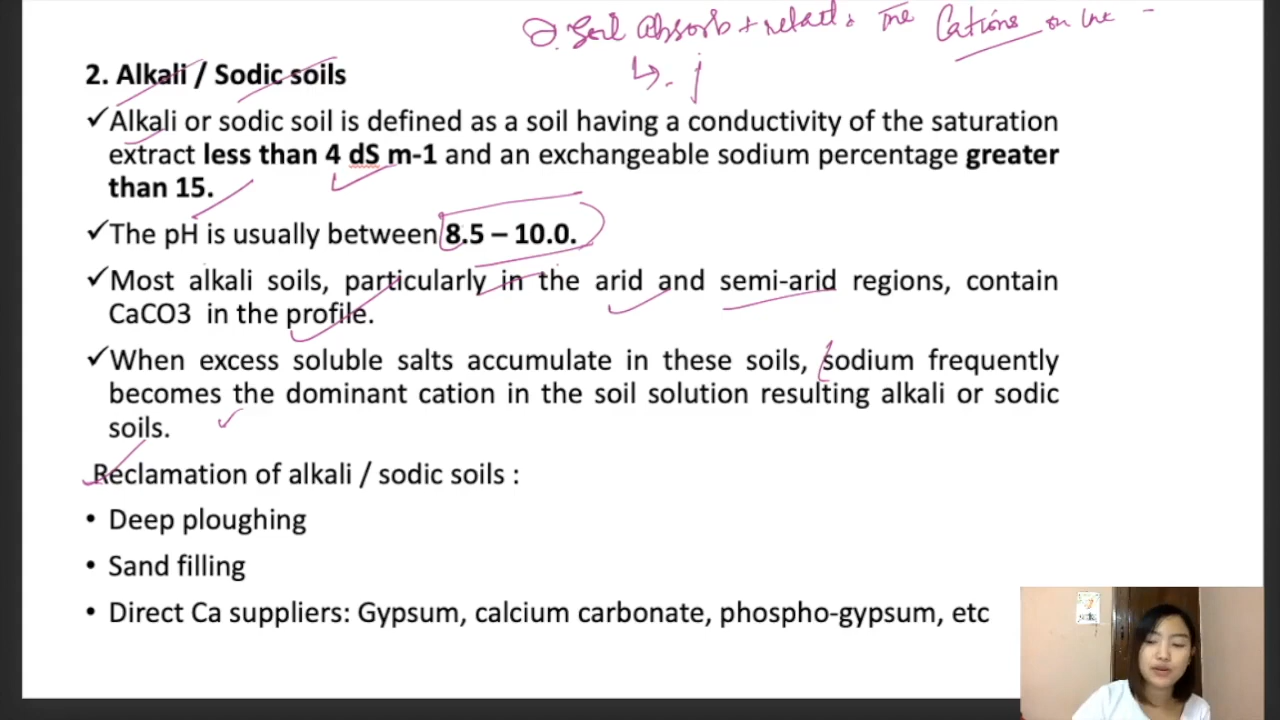 ②. Soil absorb + retail. the Cations on the
2. Alkali / Sodic soils
✓Alkali or sodic soil is defined as a soil having a conductivity of the saturation
extract less than 4 dS m-1 and an exchangeable sodium percentage greater
than 15.
✓The pH is usually between 8.5 – 10.0.
✓Most alkali soils, particularly in the arid and semi-arid regions, contain
CaCO3 in the profile.
✓When excess soluble salts accumulate in these soils, sodium frequently
becomes the dominant cation in the soil solution resulting alkali or sodic
soils.
Reclamation of alkali / sodic soils :
• Deep ploughing
• Sand filling
• Direct Ca suppliers: Gypsum, calcium carbonate, phospho-gypsum, etc